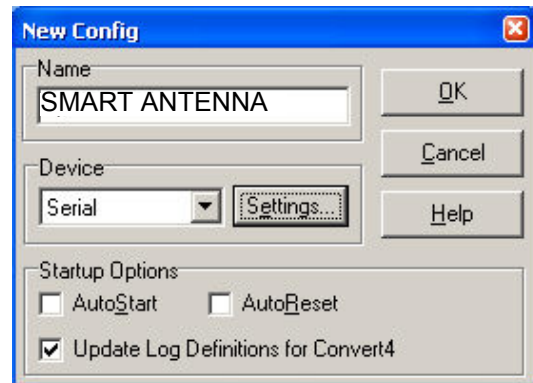 New Config
Name
SMART ANTENNA
OK
Cancel
Help
Device
Serial
Settings...
Startup Options
AutoStart
AutoReset
Update Log Definitions for Convert4